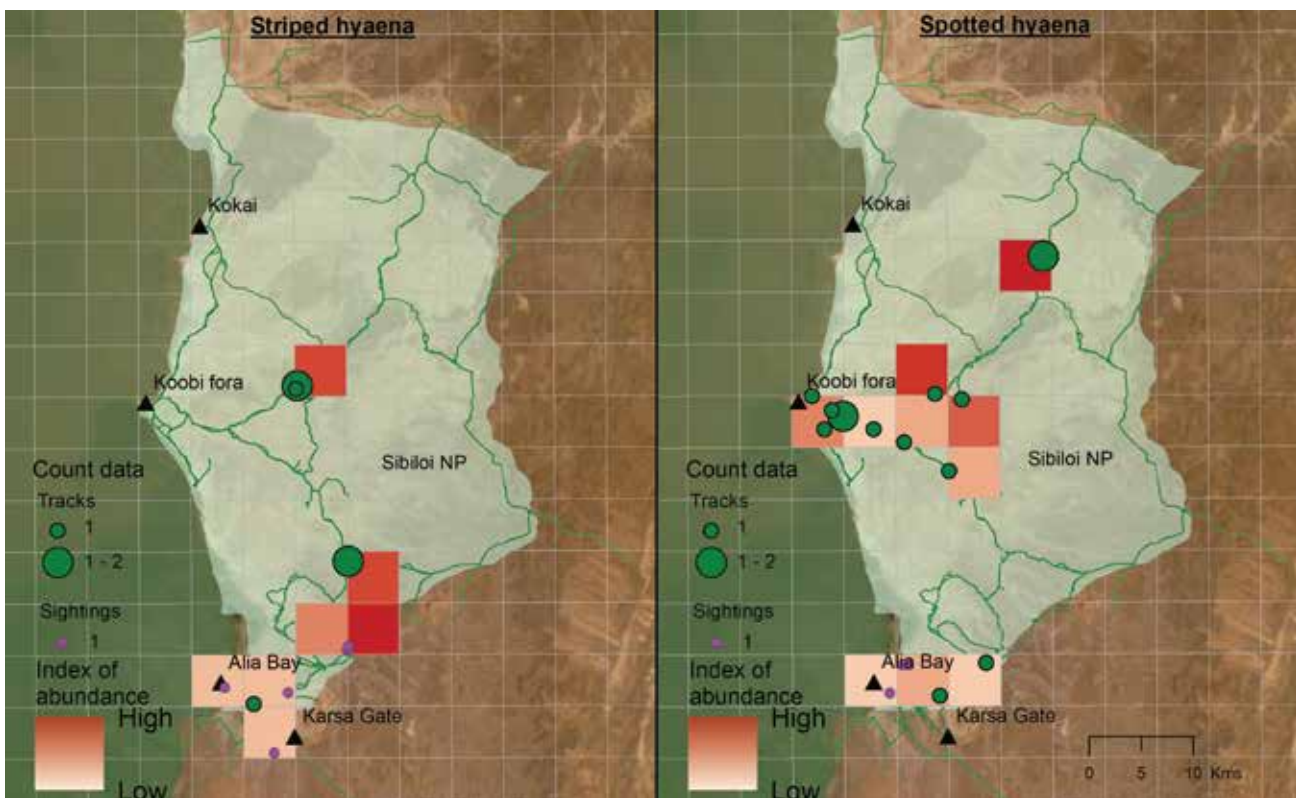 Striped hyaena
Kokai
Koobi fora
Sibiloi NP
Count data
Tracks
1
1 - 2
Sightings
1
Index of
abundance
High
Low
Alia Bay
Karsa Gate
Spotted hyaena
Kokai
Koobi fora
Sibiloi NP
Count data
Tracks
1
1 - 2
Sightings
1
Index of
abundance
High
Low
Alia Bay
Karsa Gate
0 5 10 Kms